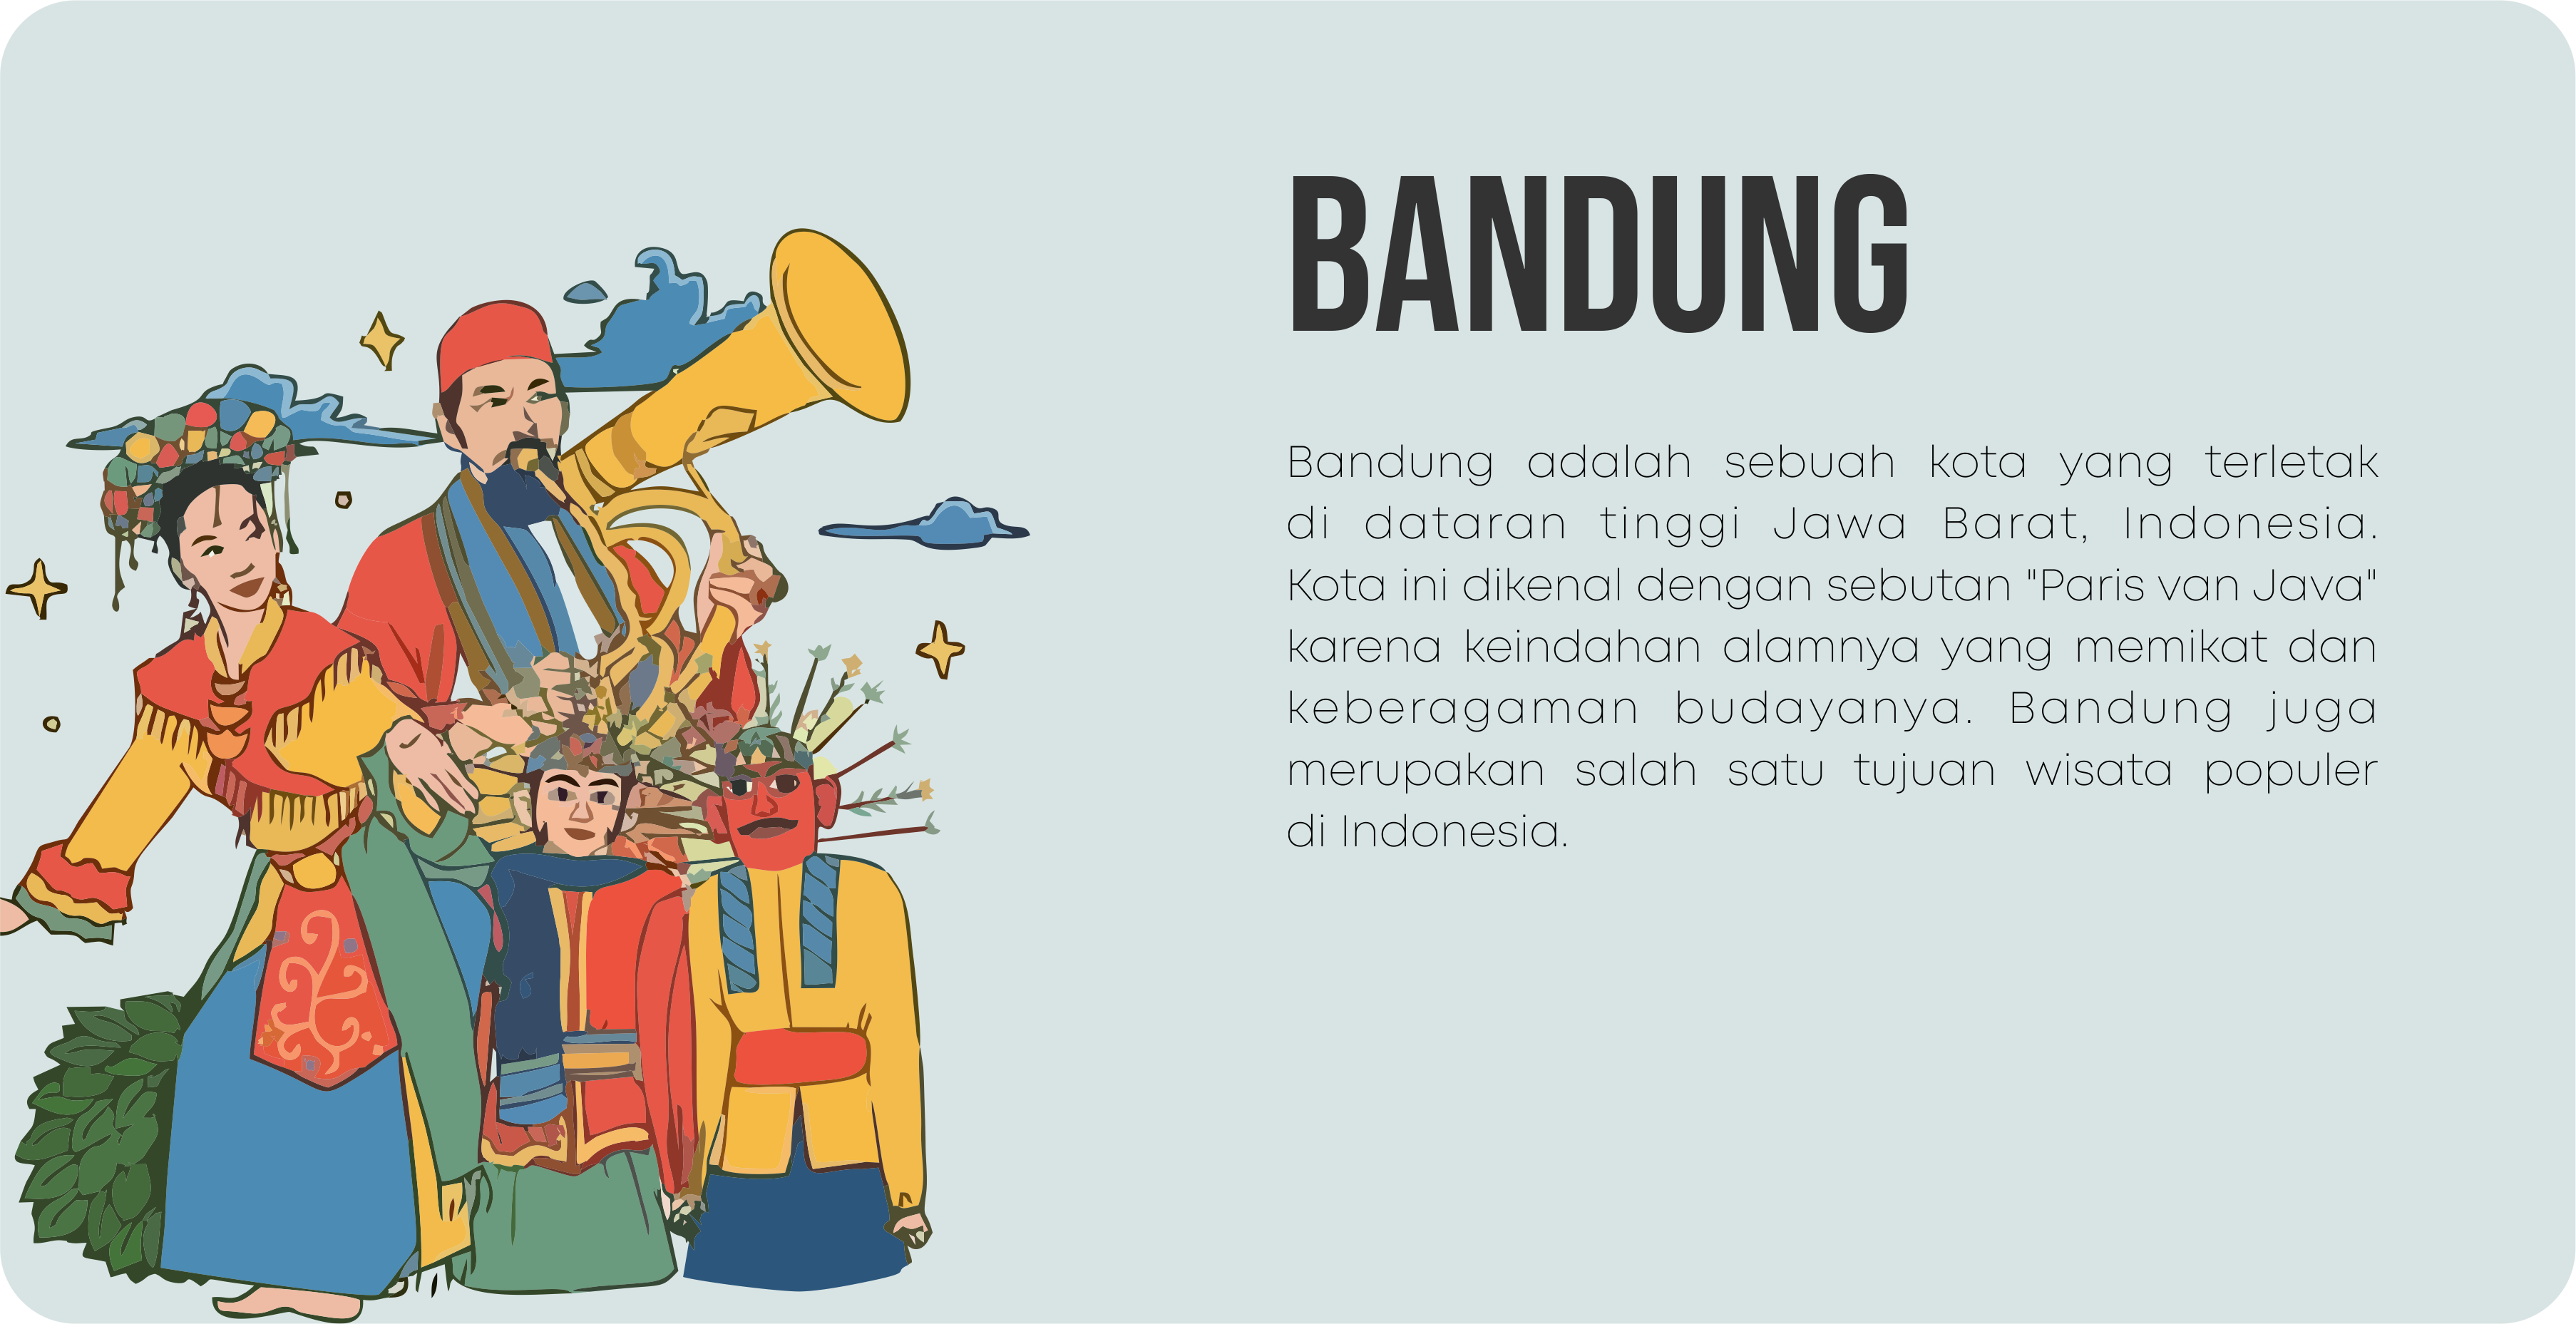 BANDUNG
Bandung adalah sebuah kota yang terletak
di dataran tinggi Jawa Barat, Indonesia.
Kota ini dikenal dengan sebutan "Paris van Java"
karena keindahan alamnya yang memikat dan
keberagaman budayanya. Bandung juga
merupakan salah satu tujuan wisata populer
di Indonesia.